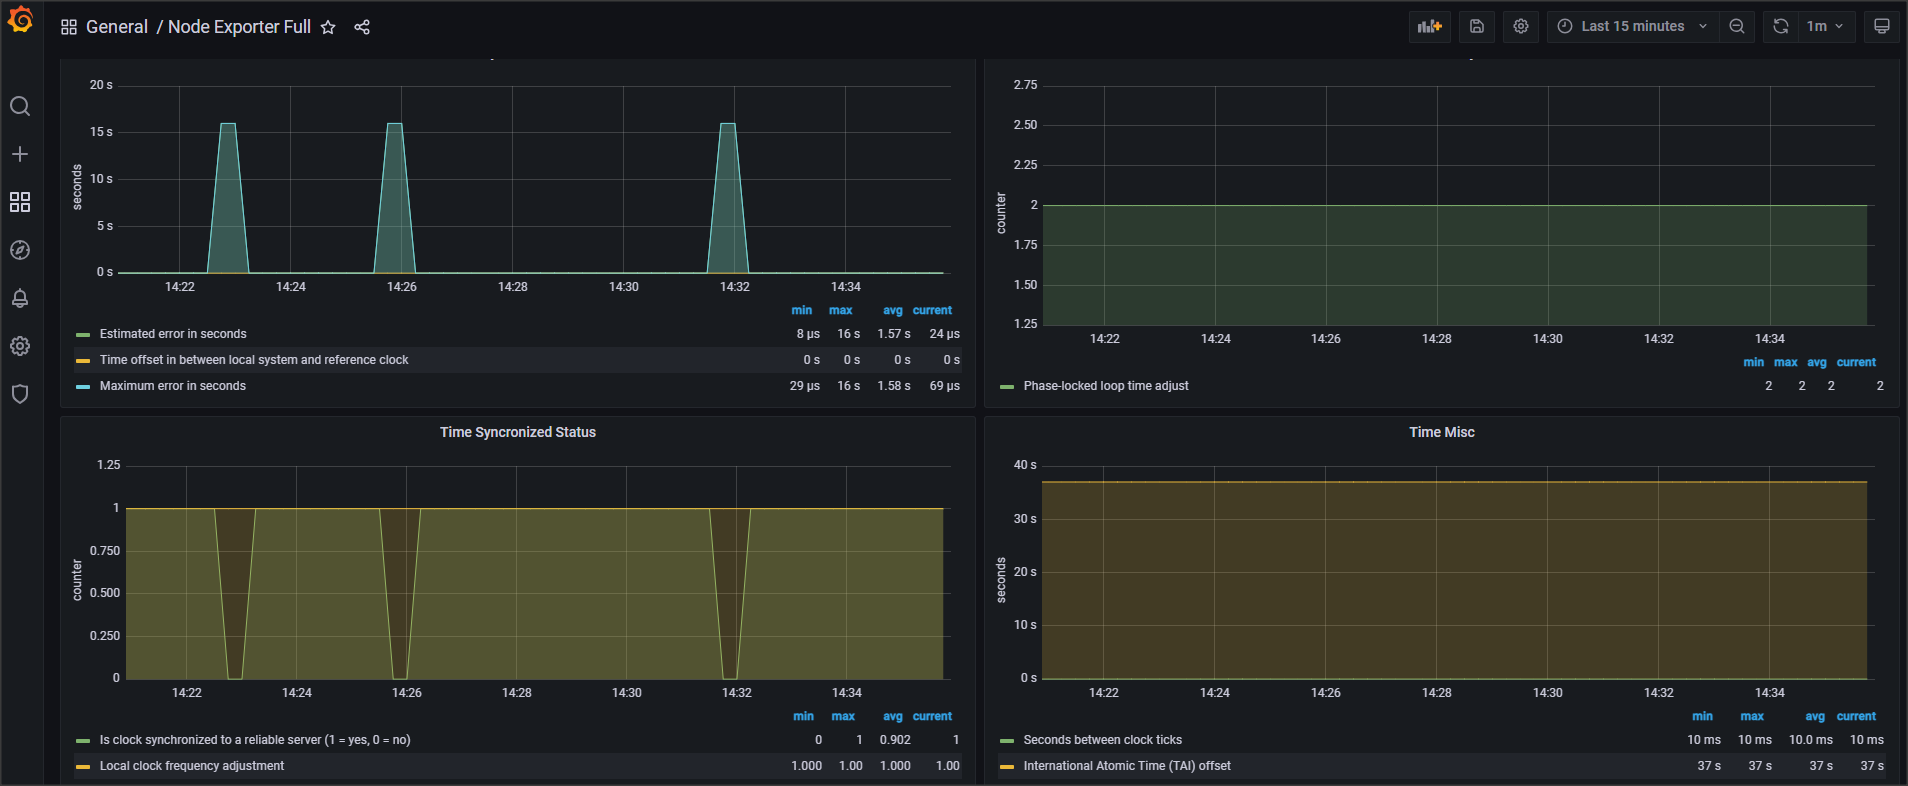 General / Node Exporter Full
Last 15 minutes
1m
20 s
15 s
10 s
5 s
0 s
seconds
14:22 14:24 14:26 14:28 14:30 14:32 14:34
min max avg current
Estimated error in seconds 8 µs 16 s 1.57 s 24 µs
Time offset in between local system and reference clock 0 s 0 s 0 s 0 s
Maximum error in seconds 29 µs 16 s 1.58 s 69 µs
2.75
2.50
2.25
2
1.75
1.50
1.25
counter
14:22 14:24 14:26 14:28 14:30 14:32 14:34
min max avg current
Phase-locked loop time adjust 2 2 2 2
Time Syncronized Status
1.25
1
0.750
0.500
0.250
0
counter
14:22 14:24 14:26 14:28 14:30 14:32 14:34
min max avg current
Is clock synchronized to a reliable server (1 = yes, 0 = no) 0 1 0.902 1
Local clock frequency adjustment 1.000 1.00 1.000 1.00
Time Misc
40 s
30 s
20 s
10 s
0 s
seconds
14:22 14:24 14:26 14:28 14:30 14:32 14:34
min max avg current
Seconds between clock ticks 10 ms 10 ms 10.0 ms 10 ms
International Atomic Time (TAI) offset 37 s 37 s 37 s 37 s